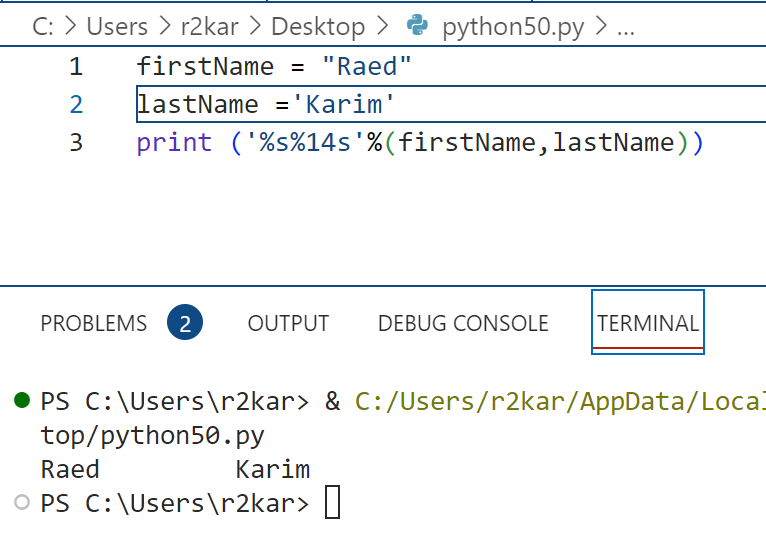 C: > Users > r2kar > Desktop > python50.py > ...
1 firstName = "Raed"
2 lastName ='Karim'
3 print ('%s%14s'%(firstName,lastName))
PROBLEMS 2 OUTPUT DEBUG CONSOLE TERMINAL
PS C:\Users\r2kar> & C:/Users/r2kar/AppData/Local
top/python50.py
Raed         Karim
PS C:\Users\r2kar>